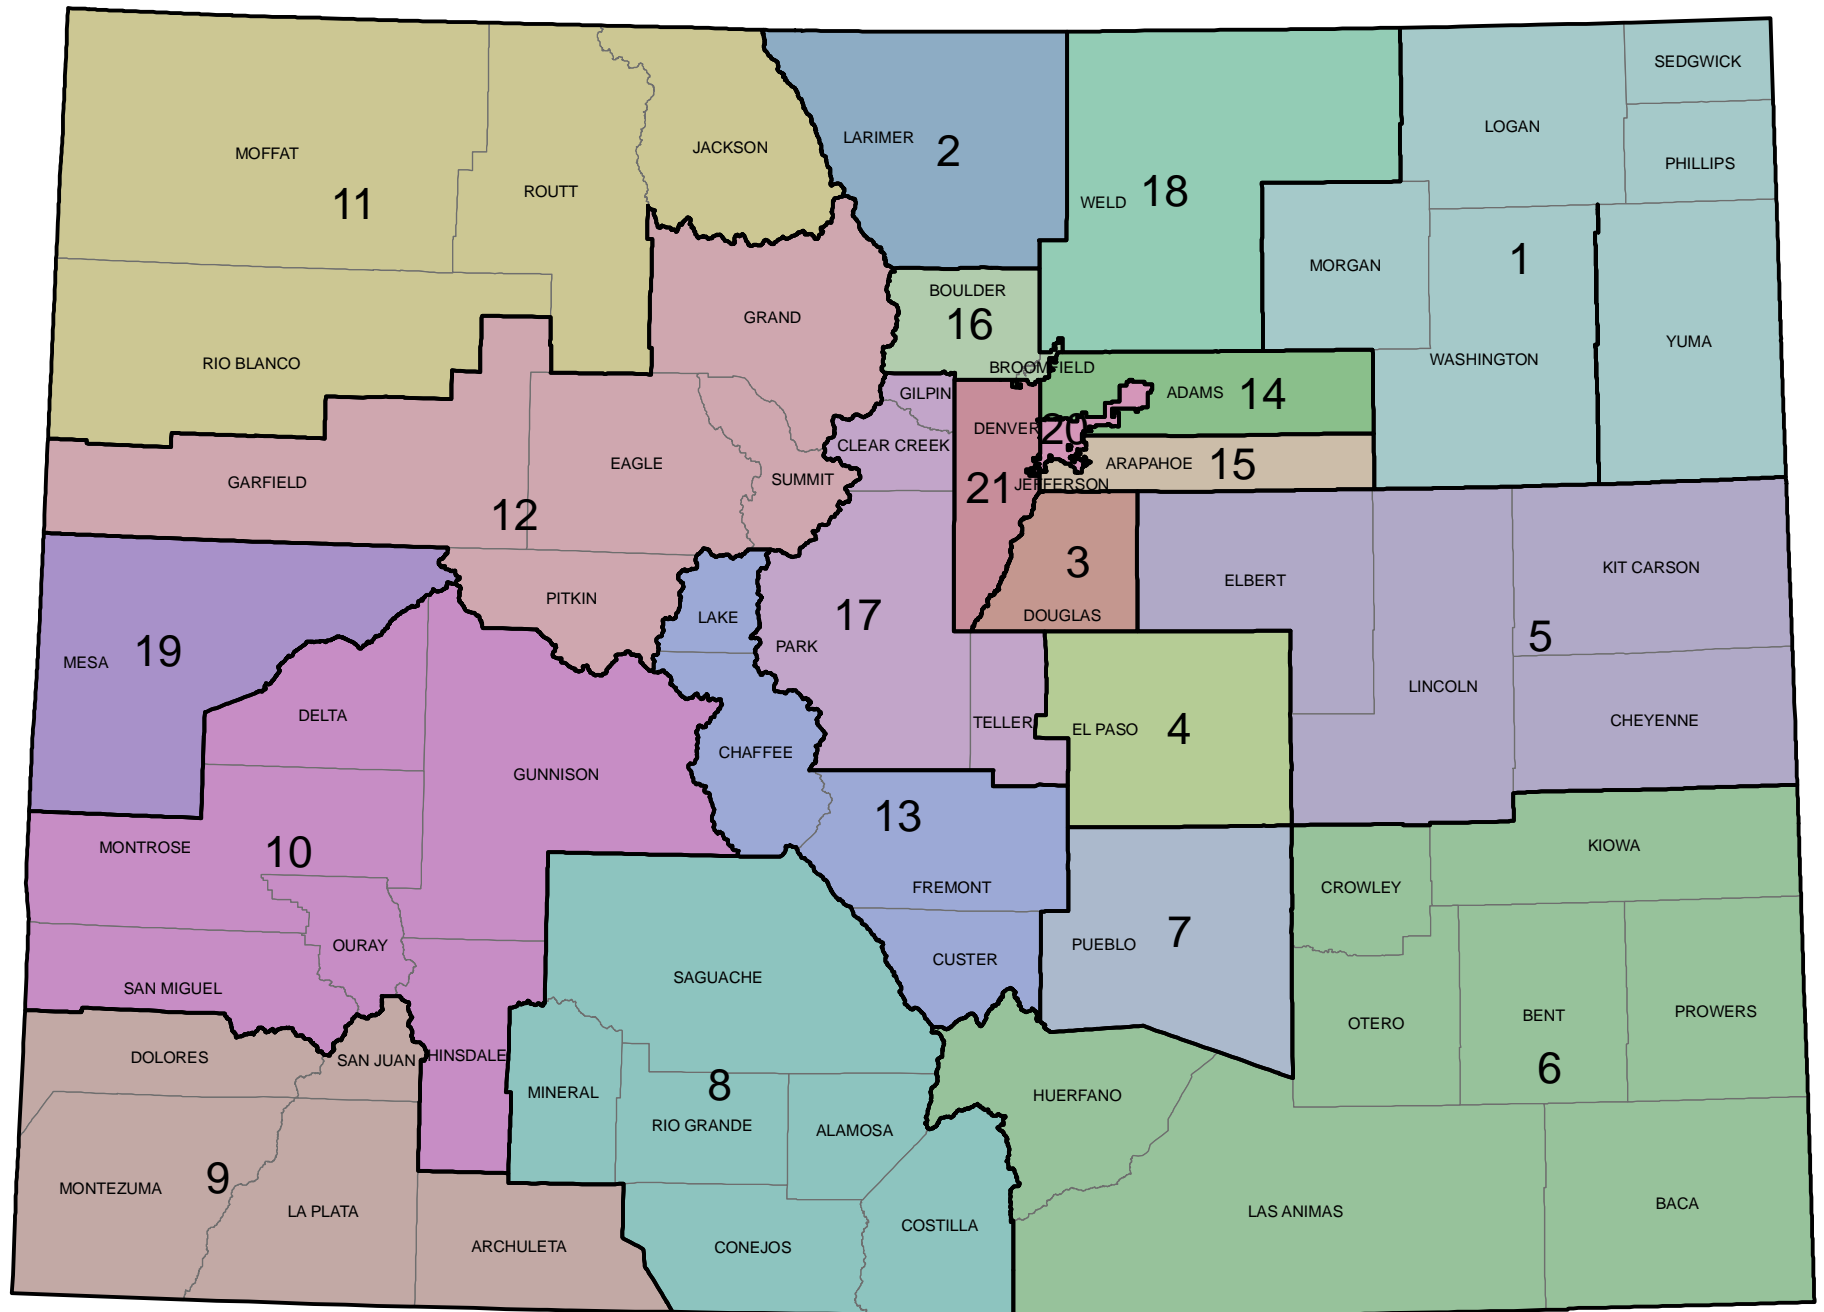 SEDGWICK
LOGAN
LARIMER
2
MOFFAT
JACKSON
PHILLIPS
ROUTT
WELD 18
11
1
MORGAN
BOULDER
16
GRAND
YUMA
RIO BLANCO
WASHINGTON
BROOMFIELD
GILPIN
ADAMS 14
DENVER
20
CLEAR CREEK
EAGLE
ARAPAHOE 15
SUMMIT
GARFIELD
21
JEFFERSON
12
3
KIT CARSON
ELBERT
PITKIN
LAKE
17
DOUGLAS
5
PARK
MESA 19
LINCOLN
DELTA
TELLER
CHEYENNE
EL PASO 4
CHAFFEE
GUNNISON
13
MONTROSE
10
KIOWA
FREMONT
CROWLEY
OURAY
PUEBLO 7
CUSTER
SAGUACHE
SAN MIGUEL
PROWERS
BENT
OTERO
DOLORES
SAN JUAN
HINSDALE
6
8
MINERAL
HUERFANO
RIO GRANDE
ALAMOSA
9
MONTEZUMA
LA PLATA
BACA
LAS ANIMAS
COSTILLA
ARCHULETA
CONEJOS